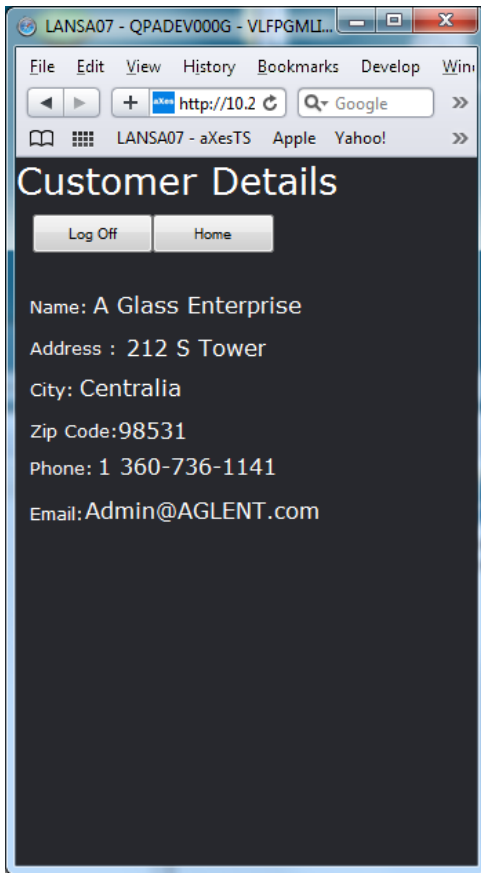 LANSA07 - QPADEV000G - VLFPGMLI...
File Edit View History Bookmarks Develop
aXes http://10.2 Google
LANSA07 - aXesTS Apple Yahoo!
Customer Details
Log Off Home
Name: A Glass Enterprise
Address : 212 S Tower
City: Centralia
Zip Code:98531
Phone: 1 360-736-1141
Email:Admin@AGLENT.com